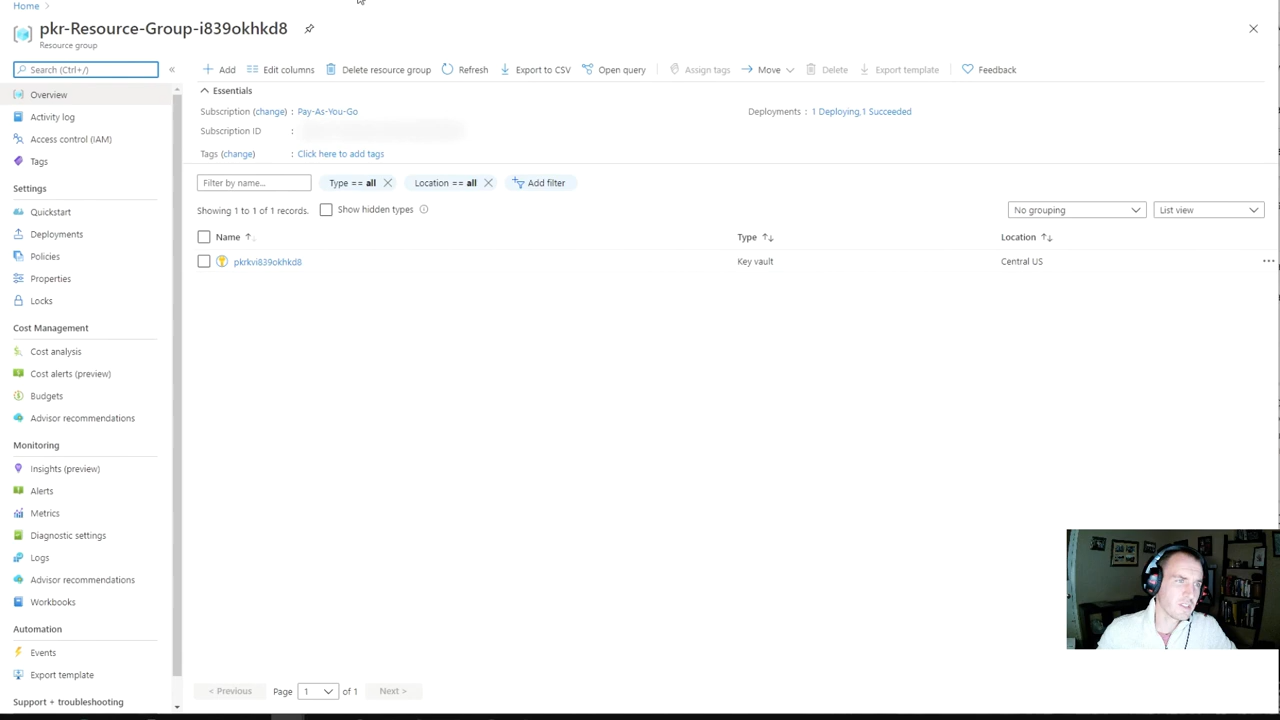 Home
pkr-Resource-Group-i839okhkd8
Resource group
Search (Ctrl+/)
Overview
Activity log
Access control (IAM)
Tags
Settings
Quickstart
Deployments
Policies
Properties
Locks
Cost Management
Cost analysis
Cost alerts (preview)
Budgets
Advisor recommendations
Monitoring
Insights (preview)
Alerts
Metrics
Diagnostic settings
Logs
Advisor recommendations
Workbooks
Automation
Events
Export template
Support + troubleshooting
Add Edit columns Delete resource group Refresh Export to CSV Open query Assign tags Move Delete Export template Feedback
Essentials
Subscription (change) : Pay-As-You-Go
Deployments : 1 Deploying,1 Succeeded
Subscription ID :
Tags (change) : Click here to add tags
Filter by name... Type == all Location == all Add filter
Showing 1 to 1 of 1 records. Show hidden types No grouping List view
Name Type Location
pkrkvi839okhkd8 Key vault Central US
< Previous Page 1 of 1 Next >